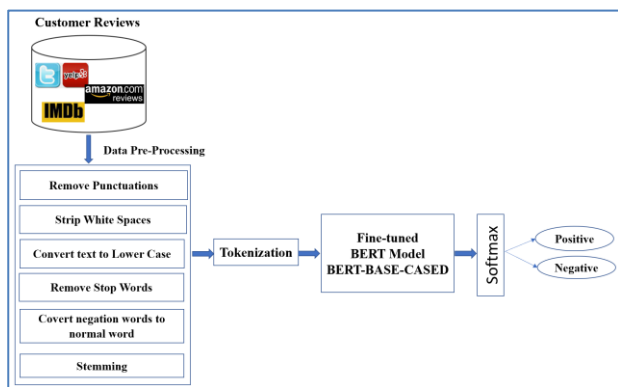 Customer Reviews
yelp
amazon.com
reviews
IMDb
Data Pre-Processing
Remove Punctuations
Strip White Spaces
Convert text to Lower Case
Remove Stop Words
Covert negation words to
normal word
Stemming
Tokenization
Fine-tuned
BERT Model
BERT-BASE-CASED
Softmax
Positive
Negative